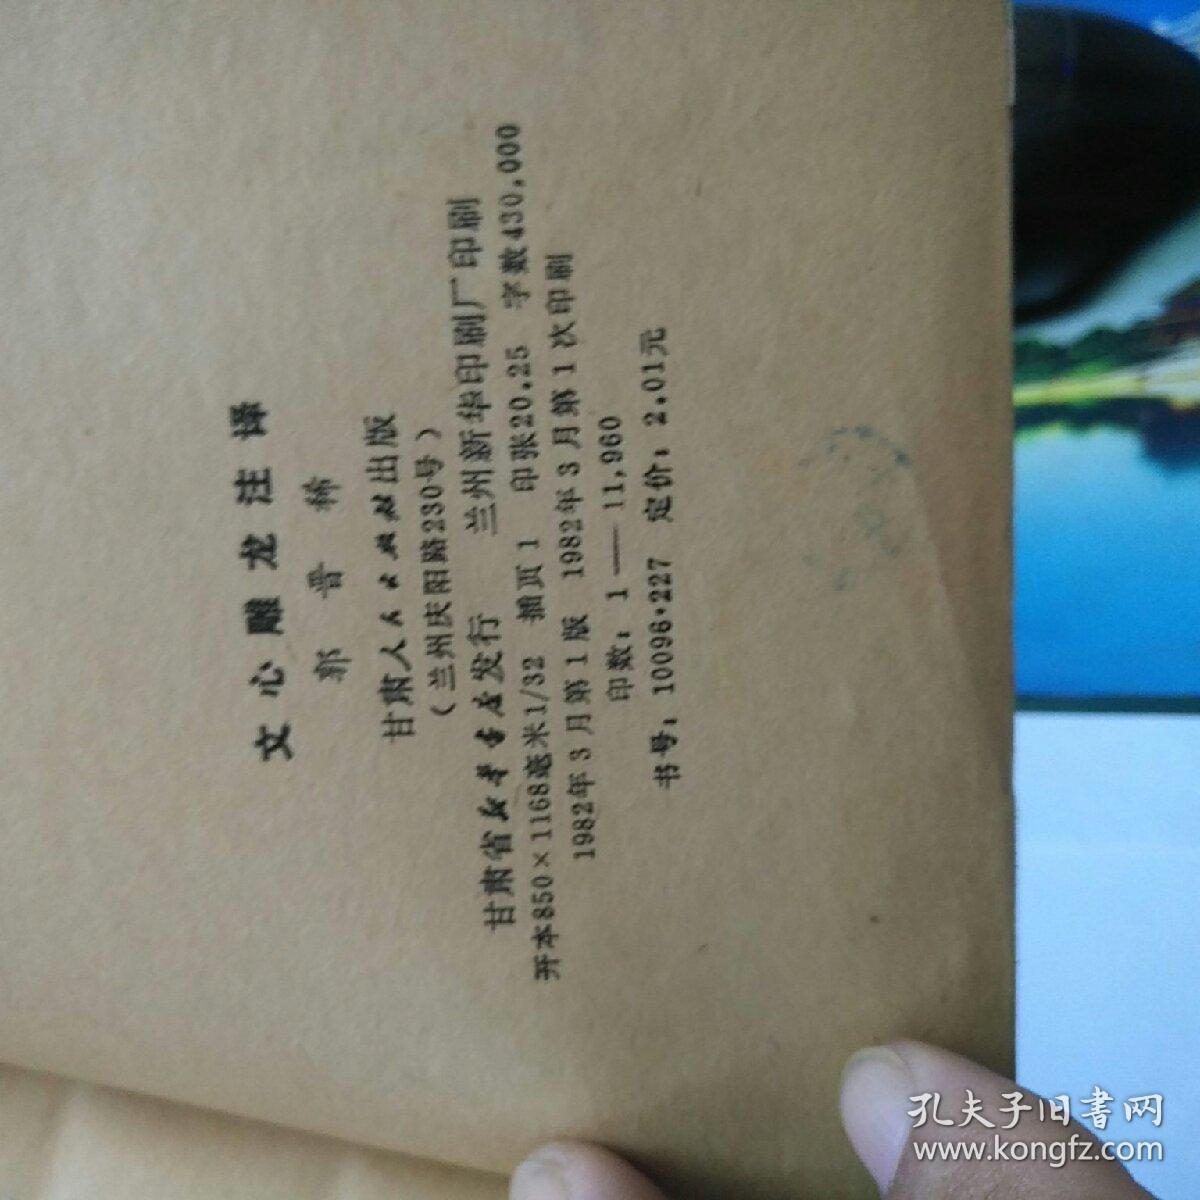 文心雕龙注译
郭晋稀
甘肃人民出版社出版
（兰州庆阳路230号）
甘肃省新华书店发行 兰州新华印刷厂印刷
开本850×1168毫米1/32 插页1 印张20.25 字数430,000
1982年3月第1版 1982年3月第1次印刷
印数：1——11,960
书号：10096·227 定价：2.01元
孔夫子旧书网
www.kongfz.com